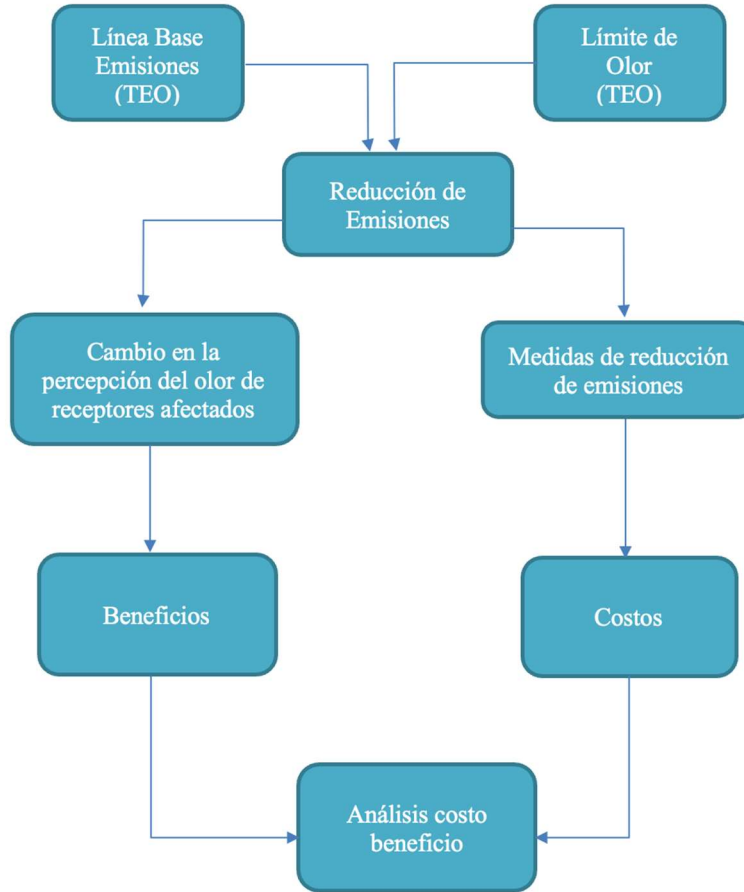 Línea Base
Emisiones
(TEO)
Límite de
Olor
(TEO)
Reducción de
Emisiones
Cambio en la
percepción del olor de
receptores afectados
Medidas de reducción
de emisiones
Beneficios
Costos
Análisis costo
beneficio